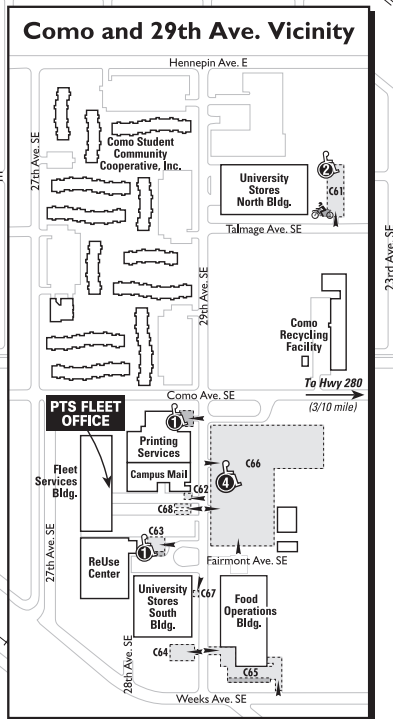 Como and 29th Ave. Vicinity
Hennepin Ave. E
27th Ave. SE
Como Student
Community
Cooperative, Inc.
University
Stores
North Bldg.
2
C61
Talmage Ave. SE
29th Ave. SE
23rd Ave. SE
Como
Recycling
Facility
To Hwy 280
(3/10 mile)
Como Ave. SE
PTS FLEET
OFFICE
1
Printing
Services
Campus Mail
Fleet
Services
Bldg.
C66
4
C62
C68
C63
1
27th Ave. SE
ReUse
Center
Fairmont Ave. SE
University
Stores
South
Bldg.
C67
Food
Operations
Bldg.
28th Ave. SE
C64
C65
Weeks Ave. SE